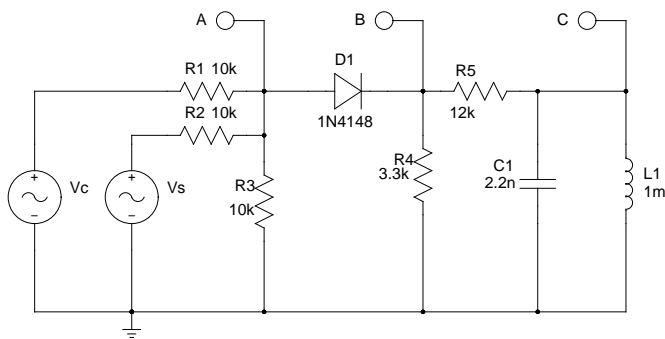 A
B
C
D1
R1 10k
R5
R2 10k
1N4148
12k
R4
3.3k
C1
2.2n
R3
10k
L1
1m
+
Vc
−
+
Vs
−